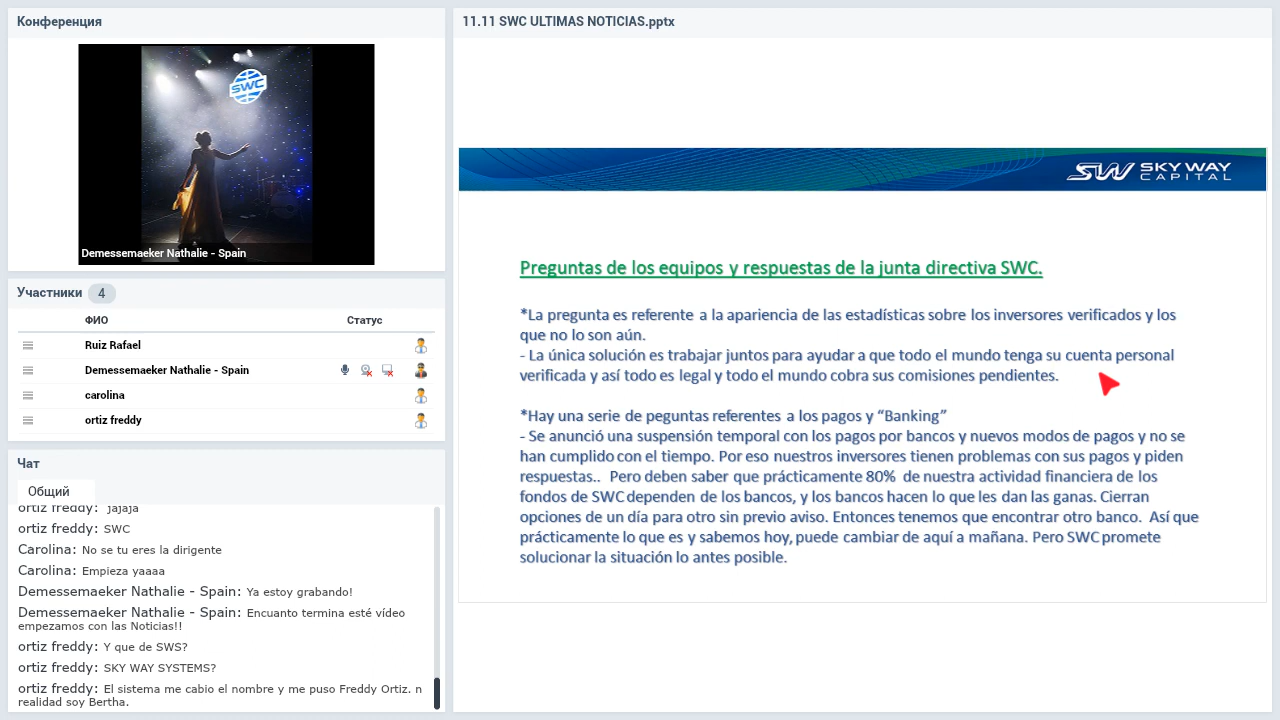 Конференция
SWC
Demessemaeker Nathalie - Spain
Участники 4
ФИО Статус
Ruiz Rafael
Demessemaeker Nathalie - Spain
carolina
ortiz freddy
Чат
Общий
ortiz freddy: jajaja
ortiz freddy: SWC
Carolina: No se tu eres la dirigente
Carolina: Empieza yaaaa
Demessemaeker Nathalie - Spain: Ya estoy grabando!
Demessemaeker Nathalie - Spain: Encuanto termina esté vídeo
empezamos con las Noticias!!
ortiz freddy: Y que de SWS?
ortiz freddy: SKY WAY SYSTEMS?
ortiz freddy: El sistema me cabio el nombre y me puso Freddy Ortiz. n
realidad soy Bertha.
11.11 SWC ULTIMAS NOTICIAS.pptx
SW SKY WAY
CAPITAL
Preguntas de los equipos y respuestas de la junta directiva SWC.
*La pregunta es referente a la apariencia de las estadísticas sobre los inversores verificados y los
que no lo son aún.
- La única solución es trabajar juntos para ayudar a que todo el mundo tenga su cuenta personal
verificada y así todo es legal y todo el mundo cobra sus comisiones pendientes.
*Hay una serie de peguntas referentes a los pagos y “Banking”
- Se anunció una suspensión temporal con los pagos por bancos y nuevos modos de pagos y no se
han cumplido con el tiempo. Por eso nuestros inversores tienen problemas con sus pagos y piden
respuestas.. Pero deben saber que prácticamente 80% de nuestra actividad financiera de los
fondos de SWC dependen de los bancos, y los bancos hacen lo que les dan las ganas. Cierran
opciones de un día para otro sin previo aviso. Entonces tenemos que encontrar otro banco. Así que
prácticamente lo que es y sabemos hoy, puede cambiar de aquí a mañana. Pero SWC promete
solucionar la situación lo antes posible.